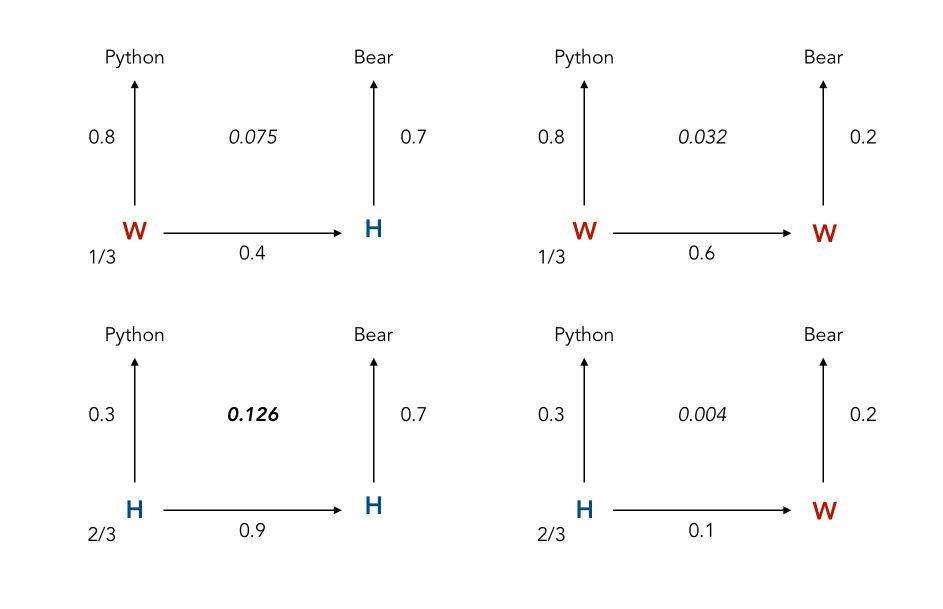 Python Bear Python Bear
0.8 0.075 0.7 0.8 0.032 0.2
W H W W
1/3 0.4 1/3 0.6
Python Bear Python Bear
0.3 0.126 0.7 0.3 0.004 0.2
H H H W
2/3 0.9 2/3 0.1